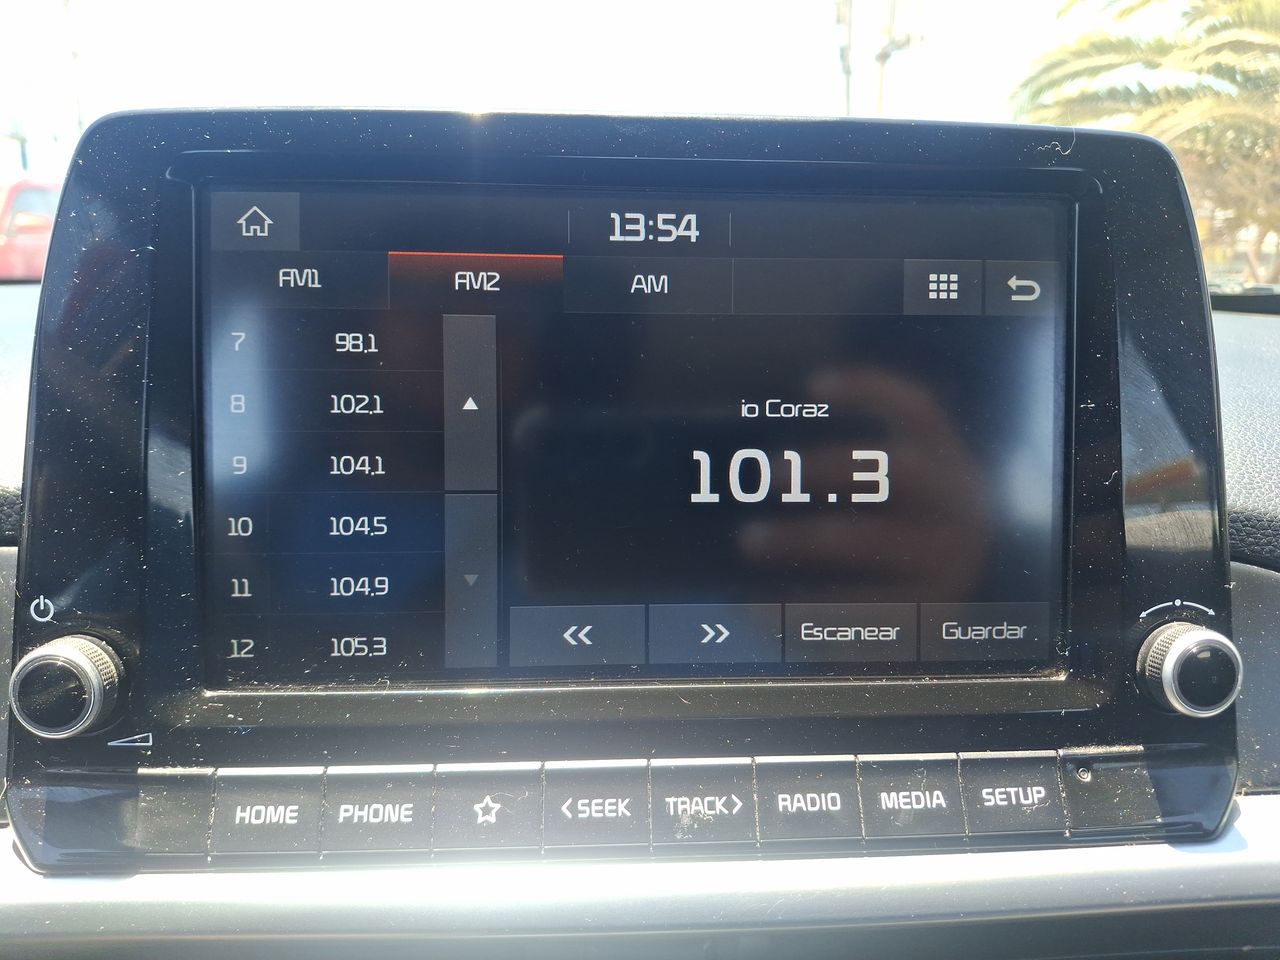 13:54
FM1 FM2 AM
7 98.1
8 102.1
9 104.1
10 104.5
11 104.9
12 105.3
io Coraz
101.3
Escanear Guardar
HOME PHONE <SEEK TRACK> RADIO MEDIA SETUP